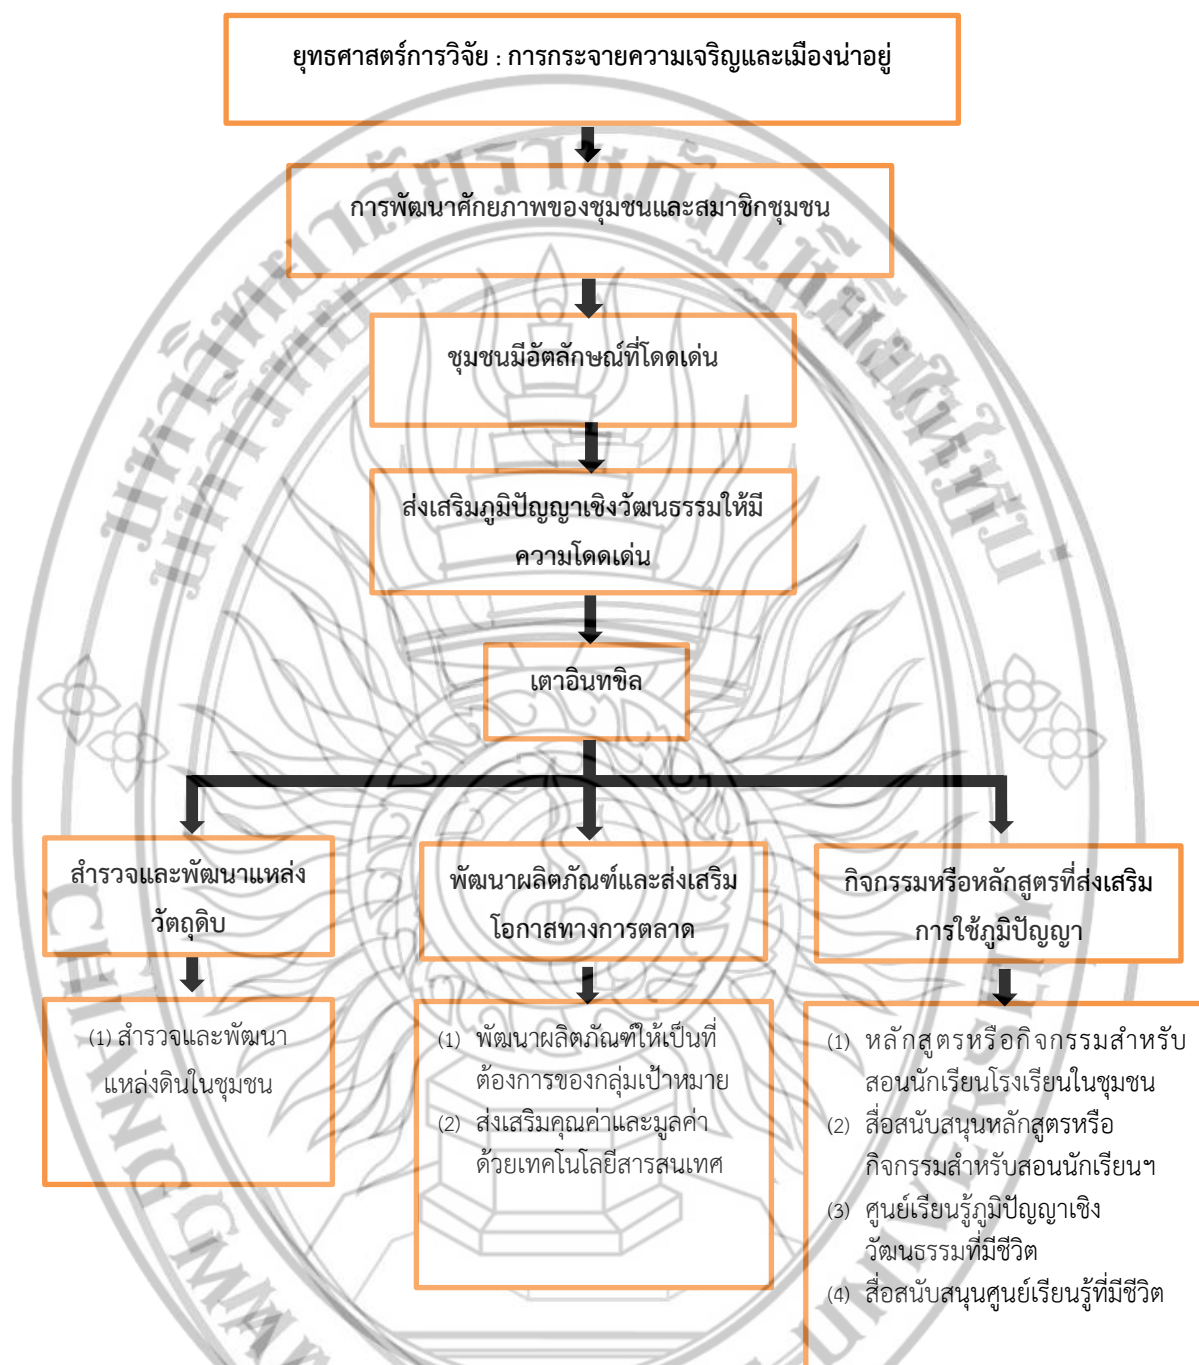 ยุทธศาสตร์การวิจัย : การกระจายความเจริญและเมืองน่าอยู่
การพัฒนาศักยภาพของชุมชนและสมาชิกชุมชน
ชุมชนมีอัตลักษณ์ที่โดดเด่น
ส่งเสริมภูมิปัญญาเชิงวัฒนธรรมให้มี
ความโดดเด่น
เตาอินทขิล
สำรวจและพัฒนาแหล่ง
วัตถุดิบ
(1) สำรวจและพัฒนา
แหล่งดินในชุมชน
พัฒนาผลิตภัณฑ์และส่งเสริม
โอกาสทางการตลาด
(1) พัฒนาผลิตภัณฑ์ให้เป็นที่
ต้องการของกลุ่มเป้าหมาย
(2) ส่งเสริมคุณค่าและมูลค่า
ด้วยเทคโนโลยีสารสนเทศ
กิจกรรมหรือหลักสูตรที่ส่งเสริม
การใช้ภูมิปัญญา
(1) หลักสูตรหรือกิจกรรมสำหรับ
สอนนักเรียนโรงเรียนในชุมชน
(2) สื่อสนับสนุนหลักสูตรหรือ
กิจกรรมสำหรับสอนนักเรียนฯ
(3) ศูนย์เรียนรู้ภูมิปัญญาเชิง
วัฒนธรรมที่มีชีวิต
(4) สื่อสนับสนุนศูนย์เรียนรู้ที่มีชีวิต
มหาวิทยาลัยราชภัฏเชียงใหม่
UNIVERSITY